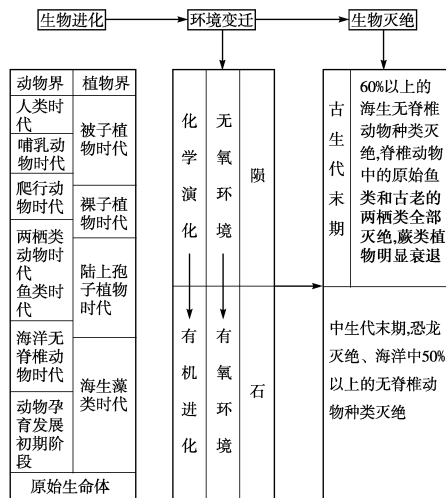 生物进化
环境变迁
生物灭绝
动物界
植物界
人类时
代
哺乳动
物时代
爬行动
物时代
两栖类
动物时代
鱼类时代
海洋无
脊椎动
物时代
动物孕
育发展
初期阶
段
被子植
物时代
裸子植
物时代
陆上孢
子植物
时代
海生藻
类时代
原始生命体
化学演化
有机进化
无氧环境
有氧环境
陨
石
古生代末期
60%以上的
海生无脊椎
动物种类灭
绝,脊椎动物
中的原始鱼
类和古老的
两栖类全部
灭绝,蕨类植物
明显衰退
中生代末期,恐龙
灭绝、海洋中50%
以上的无脊椎动
物种类灭绝